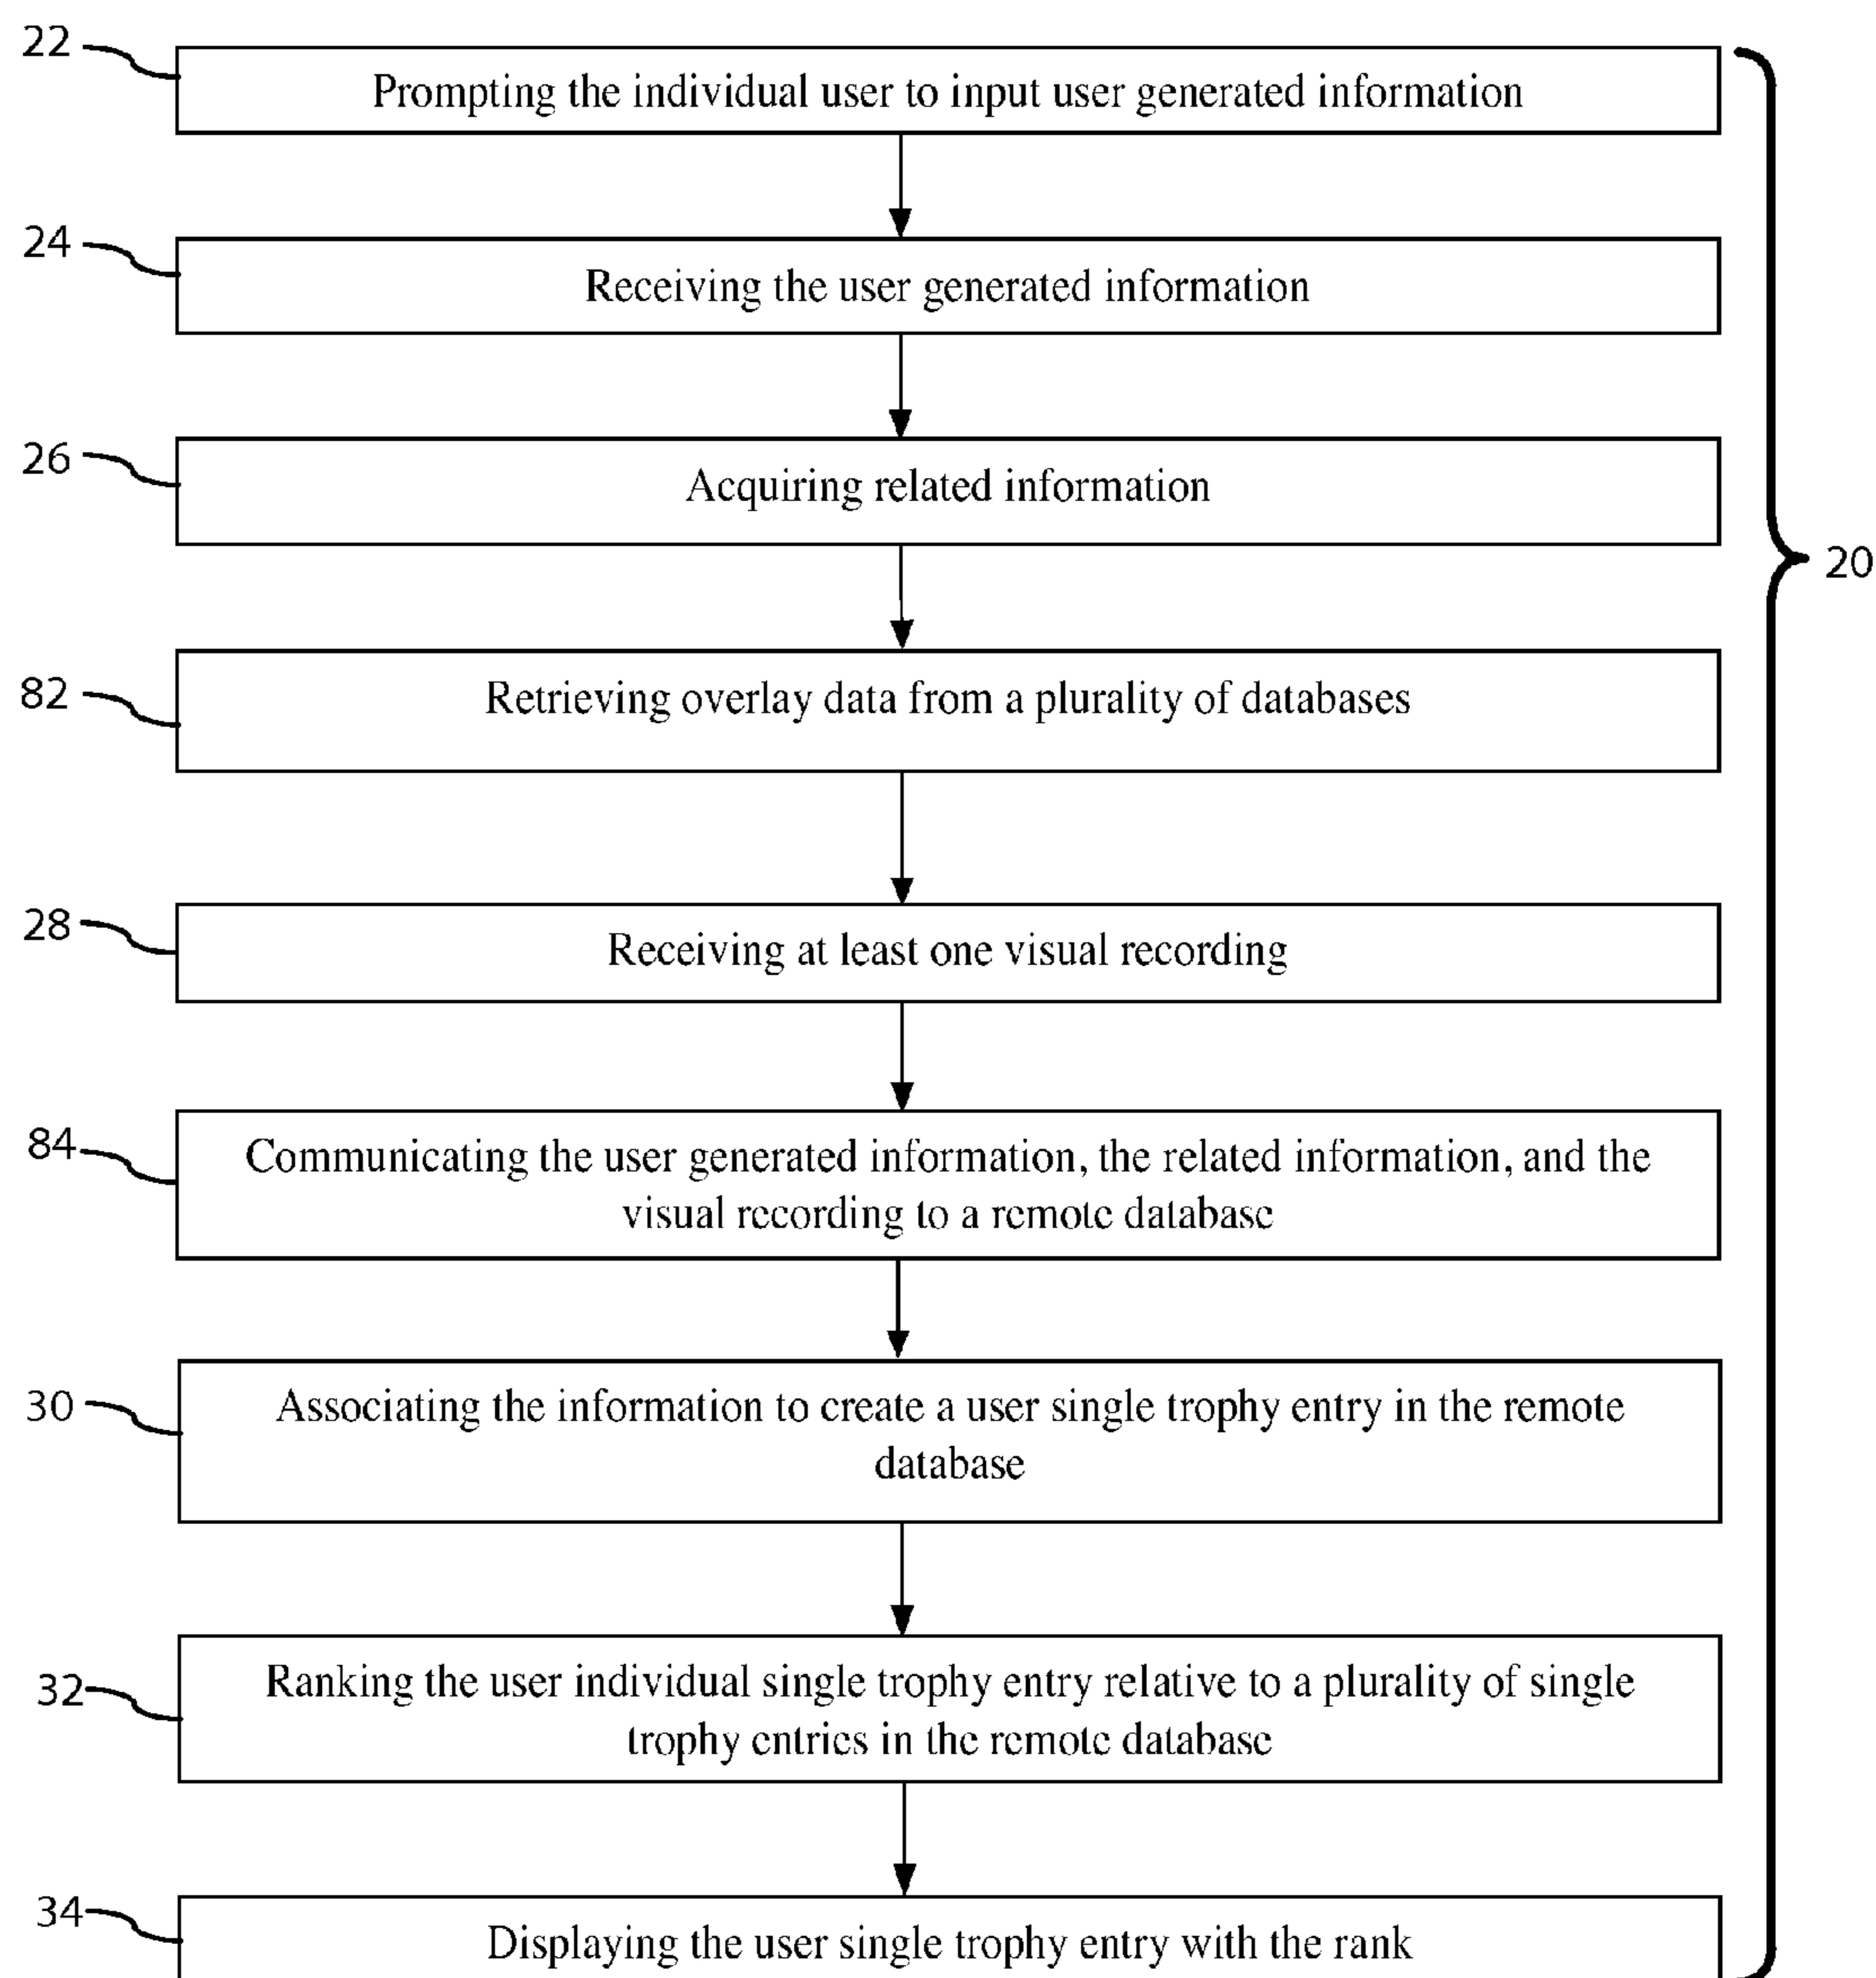 22
Prompting the individual user to input user generated information
24
Receiving the user generated information
26
Acquiring related information
20
82
Retrieving overlay data from a plurality of databases
28
Receiving at least one visual recording
84
Communicating the user generated information, the related information, and the
visual recording to a remote database
30
Associating the information to create a user single trophy entry in the remote
database
32
Ranking the user individual single trophy entry relative to a plurality of single
trophy entries in the remote database
34
Displaying the user single trophy entry with the rank